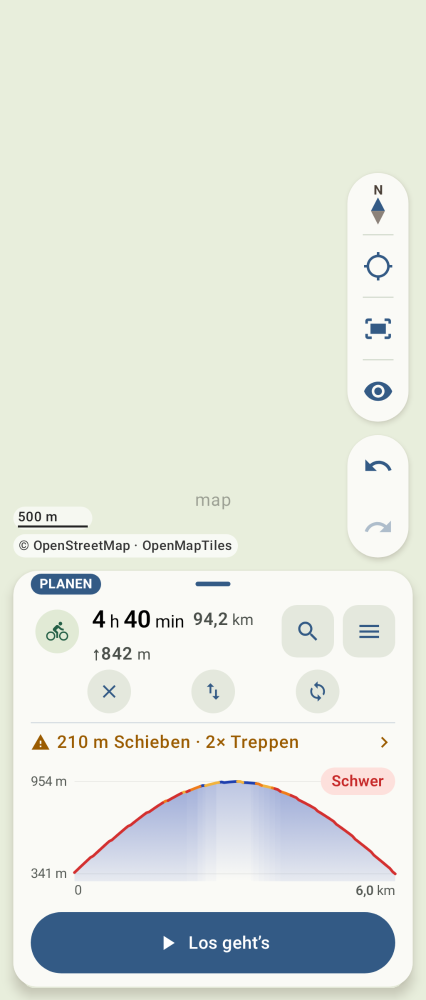 N
map
500 m
© OpenStreetMap · OpenMapTiles
PLANEN
4 h 40 min 94,2 km
↑842 m
210 m Schieben · 2× Treppen
954 m
Schwer
341 m
0
6,0 km
Los geht's